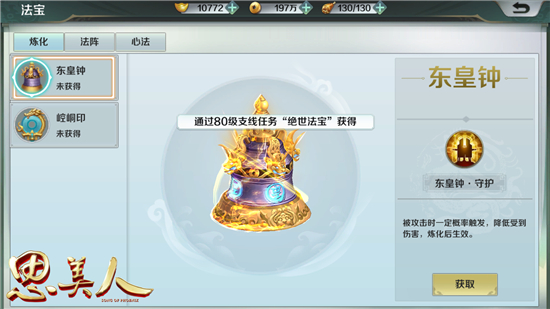 法宝
10772
197万
130/130
炼化
法阵
心法
东皇钟
未获得
崆峒印
未获得
通过80级支线任务“绝世法宝”获得
东皇钟
东皇钟·守护
被攻击时一定概率触发，降低受到
伤害，炼化后生效。
获取
思美人
SONG OF PHOENIX